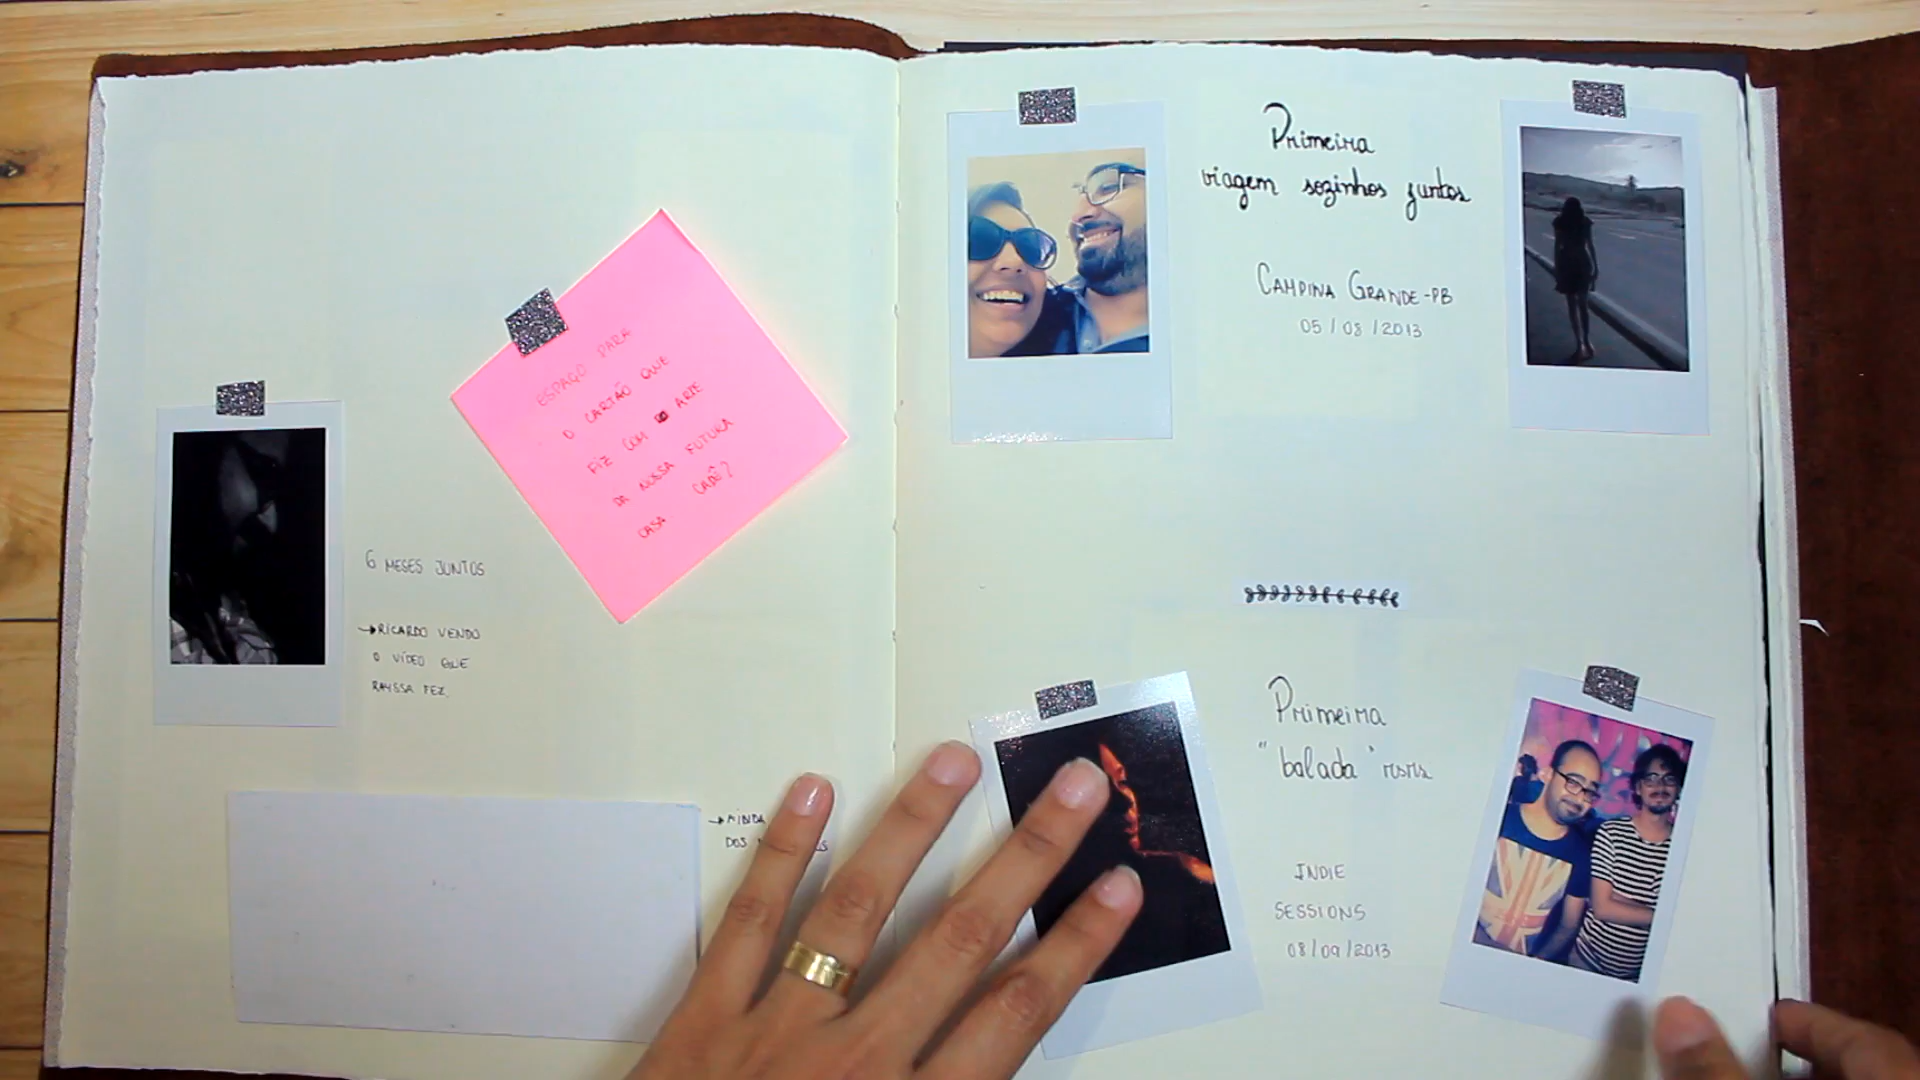 ESPAÇO PARA
O CARTÃO QUE
FIZ COM ARTE
DA NOSSA FUTURA
CASA CADÊ?
6 MESES JUNTOS
→RICARDO VENDO
O VÍDEO QUE
RAYSSA FEZ.
→AINDA
DOS
Primeira
viagem sozinhos juntos
CAMPINA GRANDE-PB
05/08/2013
Primeira
"balada" rsrs
INDIE
SESSIONS
08/09/2013